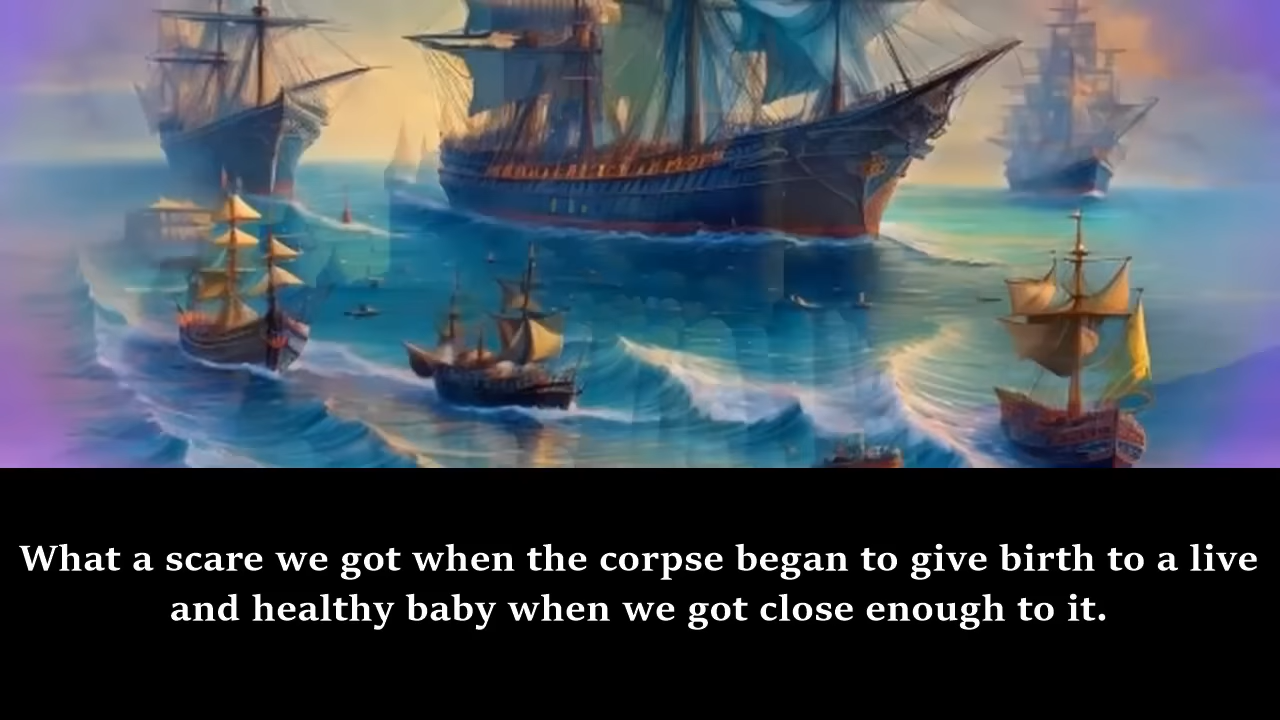 What a scare we got when the corpse began to give birth to a live
and healthy baby when we got close enough to it.